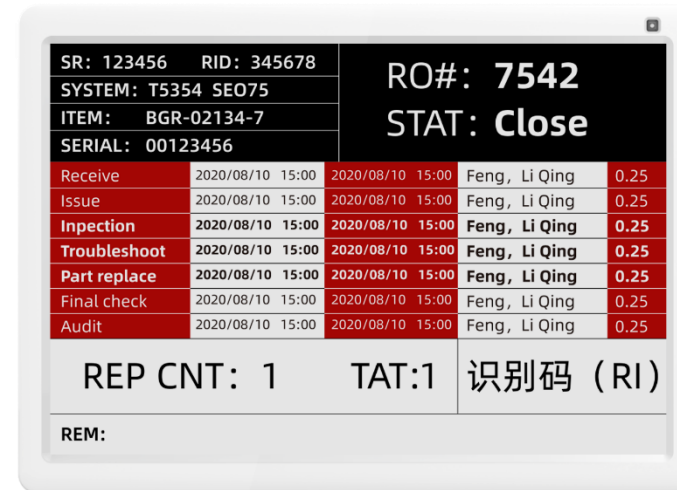 SR: 123456 RID: 345678
SYSTEM: T5354 SEO75
ITEM: BGR-02134-7
SERIAL: 00123456
RO#: 7542
STAT: Close
Receive 2020/08/10 15:00 2020/08/10 15:00 Feng, Li Qing 0.25
Issue 2020/08/10 15:00 2020/08/10 15:00 Feng, Li Qing 0.25
Inpection 2020/08/10 15:00 2020/08/10 15:00 Feng, Li Qing 0.25
Troubleshoot 2020/08/10 15:00 2020/08/10 15:00 Feng, Li Qing 0.25
Part replace 2020/08/10 15:00 2020/08/10 15:00 Feng, Li Qing 0.25
Final check 2020/08/10 15:00 2020/08/10 15:00 Feng, Li Qing 0.25
Audit 2020/08/10 15:00 2020/08/10 15:00 Feng, Li Qing 0.25
REP CNT: 1 TAT:1 识别码（RI）
REM: